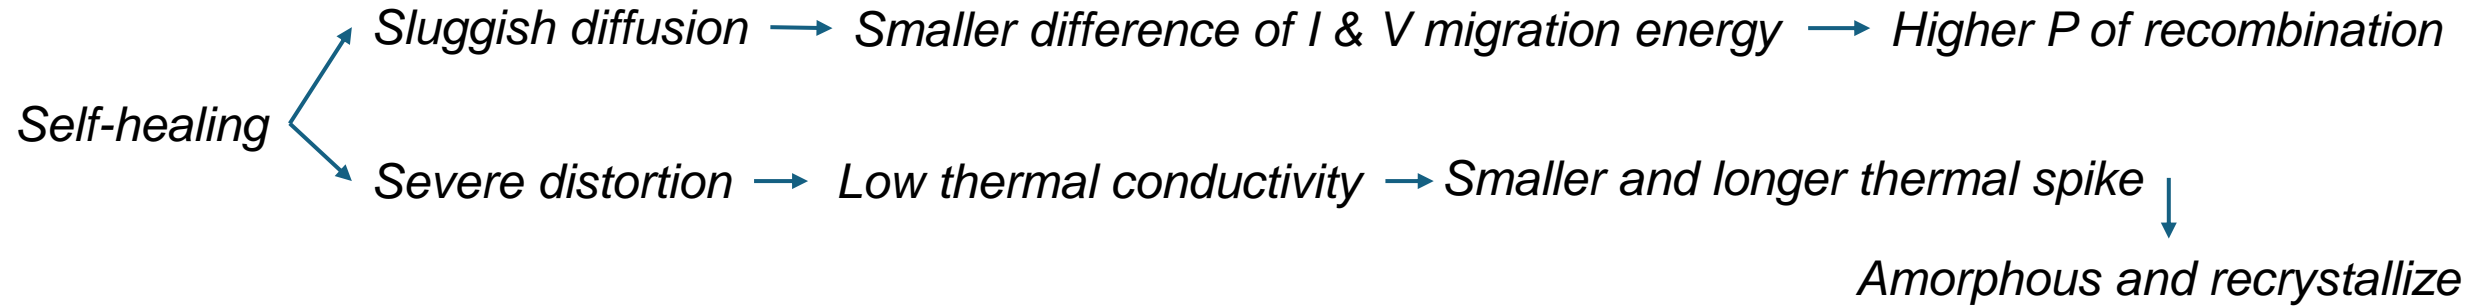 Sluggish diffusion
Smaller difference of I & V migration energy
Higher P of recombination
Self-healing
Severe distortion
Low thermal conductivity
Smaller and longer thermal spike
Amorphous and recrystallize